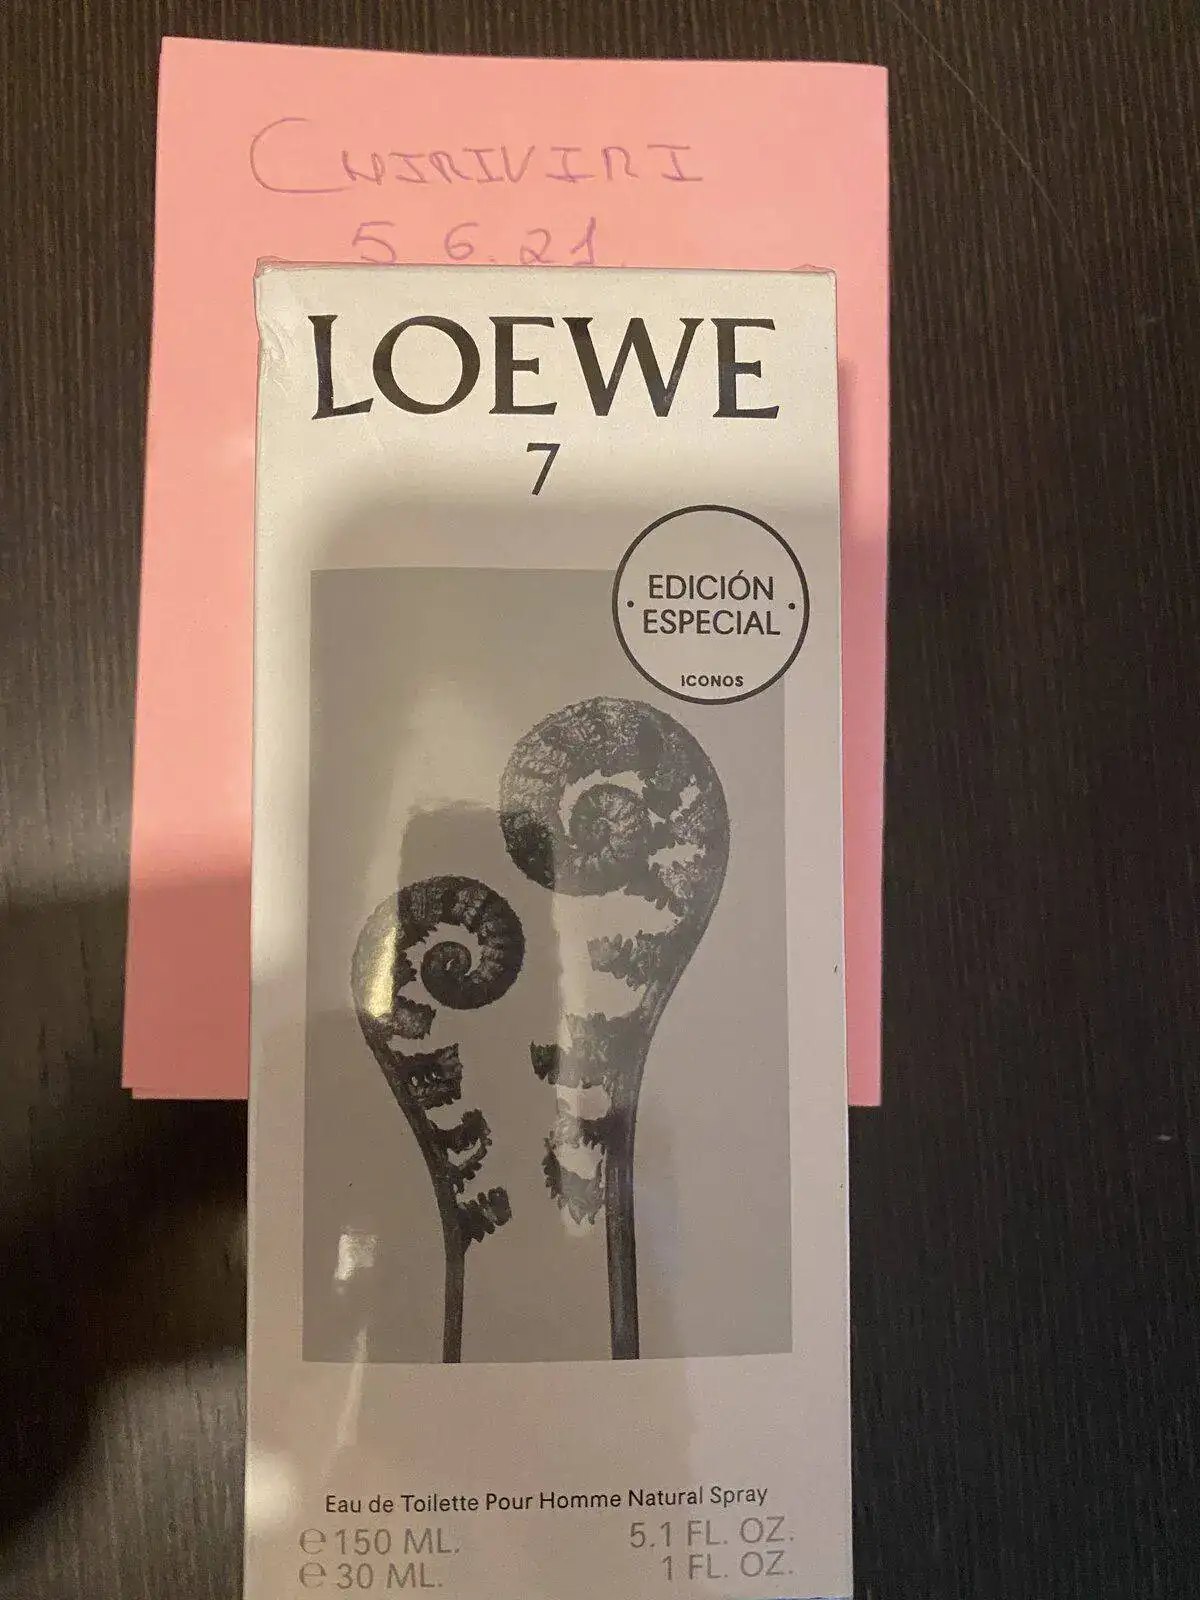 CHIRIVIRI
5.6.21.
LOEWE
7
EDICIÓN
ESPECIAL
ICONOS
Eau de Toilette Pour Homme Natural Spray
℮ 150 ML. 5.1 FL. OZ.
℮ 30 ML. 1 FL. OZ.